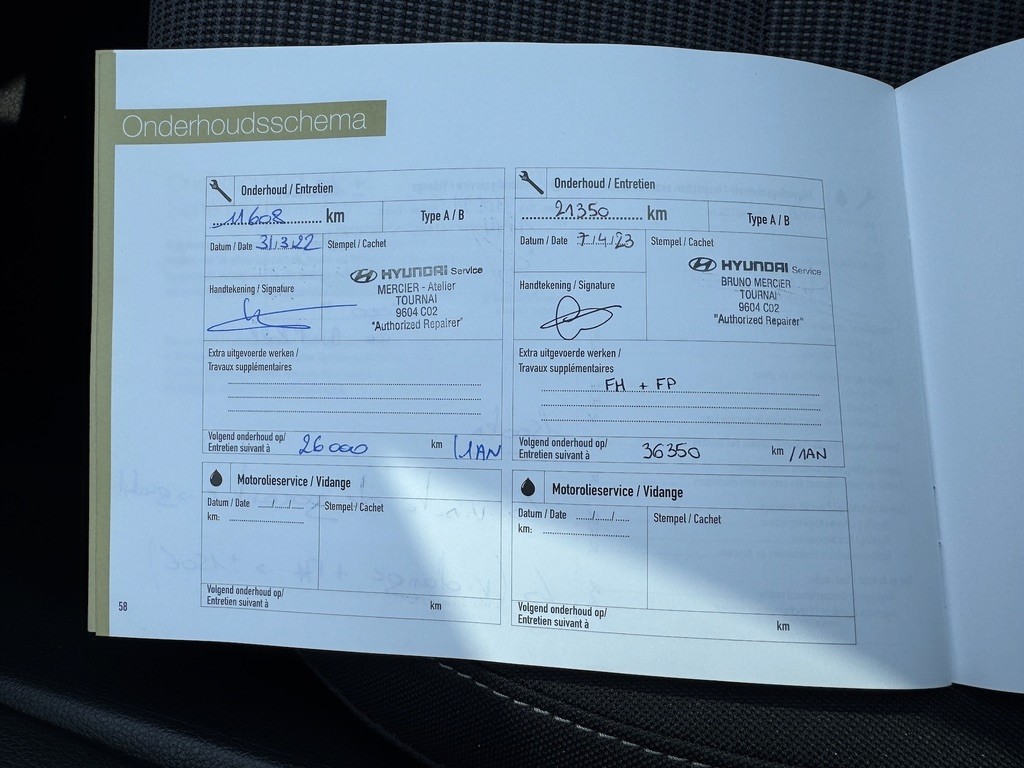 Onderhoudsschema
Onderhoud / Entretien
11608 km
Type A / B
Datum / Date 31.3.22
Stempel / Cachet
HYUNDAI Service
MERCIER - Atelier
TOURNAI
9604 C02
"Authorized Repairer"
Handtekening / Signature
Extra uitgevoerde werken /
Travaux supplémentaires
Volgend onderhoud op/
Entretien suivant à 26000 km /1AN
Motorolieservice / Vidange
Datum / Date ..../..../....
Stempel / Cachet
km:
Volgend onderhoud op/
Entretien suivant à km
Onderhoud / Entretien
21350 km
Type A / B
Datum / Date 7/4/23
Stempel / Cachet
HYUNDAI Service
BRUNO MERCIER
TOURNAI
9604 C02
"Authorized Repairer"
Handtekening / Signature
Extra uitgevoerde werken /
Travaux supplémentaires
FH + FP
Volgend onderhoud op/
Entretien suivant à 36350 km / 1AN
Motorolieservice / Vidange
Datum / Date ..../..../....
Stempel / Cachet
km:
Volgend onderhoud op/
Entretien suivant à km
58